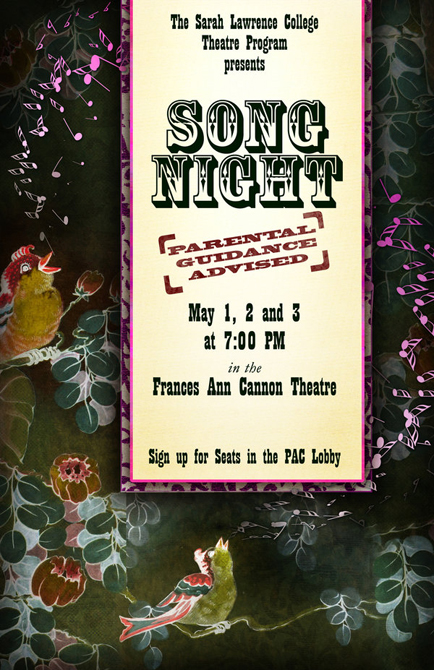 The Sarah Lawrence College
Theatre Program
presents
SONG
NIGHT
PARENTAL
GUIDANCE
ADVISED
May 1, 2 and 3
at 7:00 PM
in the
Frances Ann Cannon Theatre
Sign up for Seats in the PAC Lobby